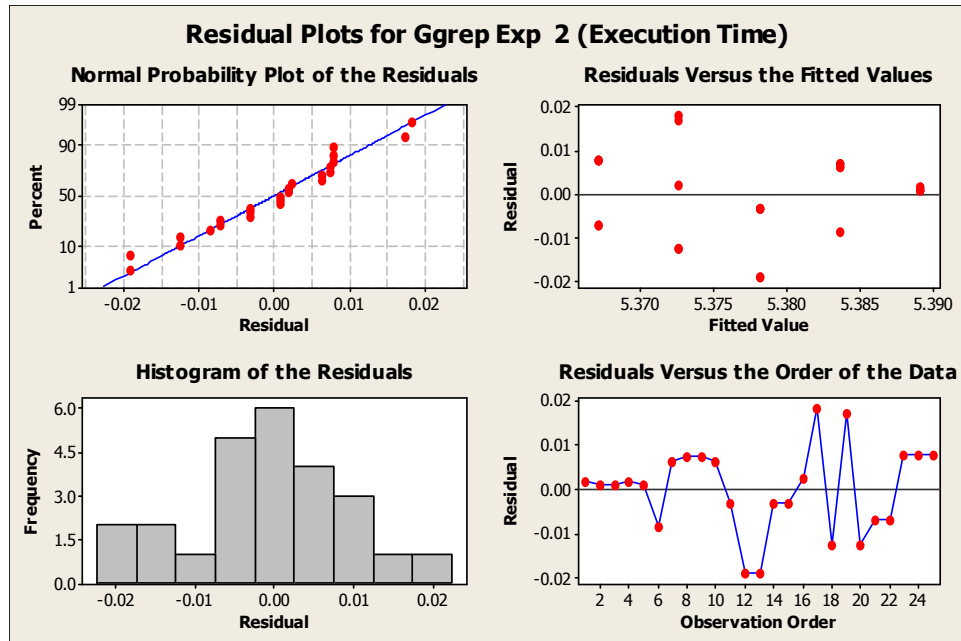 Residual Plots for Ggrep Exp 2 (Execution Time)
Normal Probability Plot of the Residuals
99
90
50
10
1
Percent
-0.02 -0.01 0.00 0.01 0.02
Residual
Residuals Versus the Fitted Values
0.02
0.01
0.00
-0.01
-0.02
Residual
5.370 5.375 5.380 5.385 5.390
Fitted Value
Histogram of the Residuals
6.0
4.5
3.0
1.5
0.0
Frequency
-0.02 -0.01 0.00 0.01 0.02
Residual
Residuals Versus the Order of the Data
0.02
0.01
0.00
-0.01
-0.02
Residual
2 4 6 8 10 12 14 16 18 20 22 24
Observation Order